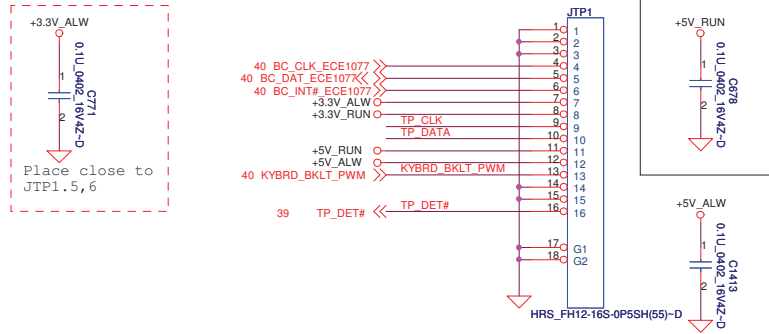 +3.3V_ALW
1
2
0.1U_0402_16V4Z~D
C771
Place close to
JTP1.5,6
JTP1
40 BC_CLK_ECE1077
40 BC_DAT_ECE1077
40 BC_INT#_ECE1077
+3.3V_ALW
+3.3V_RUN
TP_CLK
TP_DATA
+5V_RUN
+5V_ALW
40 KYBRD_BKLT_PWM
KYBRD_BKLT_PWM
39 TP_DET#
TP_DET#
1 1
2 2
3 3
4 4
5 5
6 6
7 7
8 8
9 9
10 10
11 11
12 12
13 13
14 14
15 15
16 16
17 G1
18 G2
HRS_FH12-16S-0P5SH(55)~D
+5V_RUN
1
2
0.1U_0402_16V4Z~D
C678
+5V_ALW
1
2
0.1U_0402_16V4Z~D
C1413